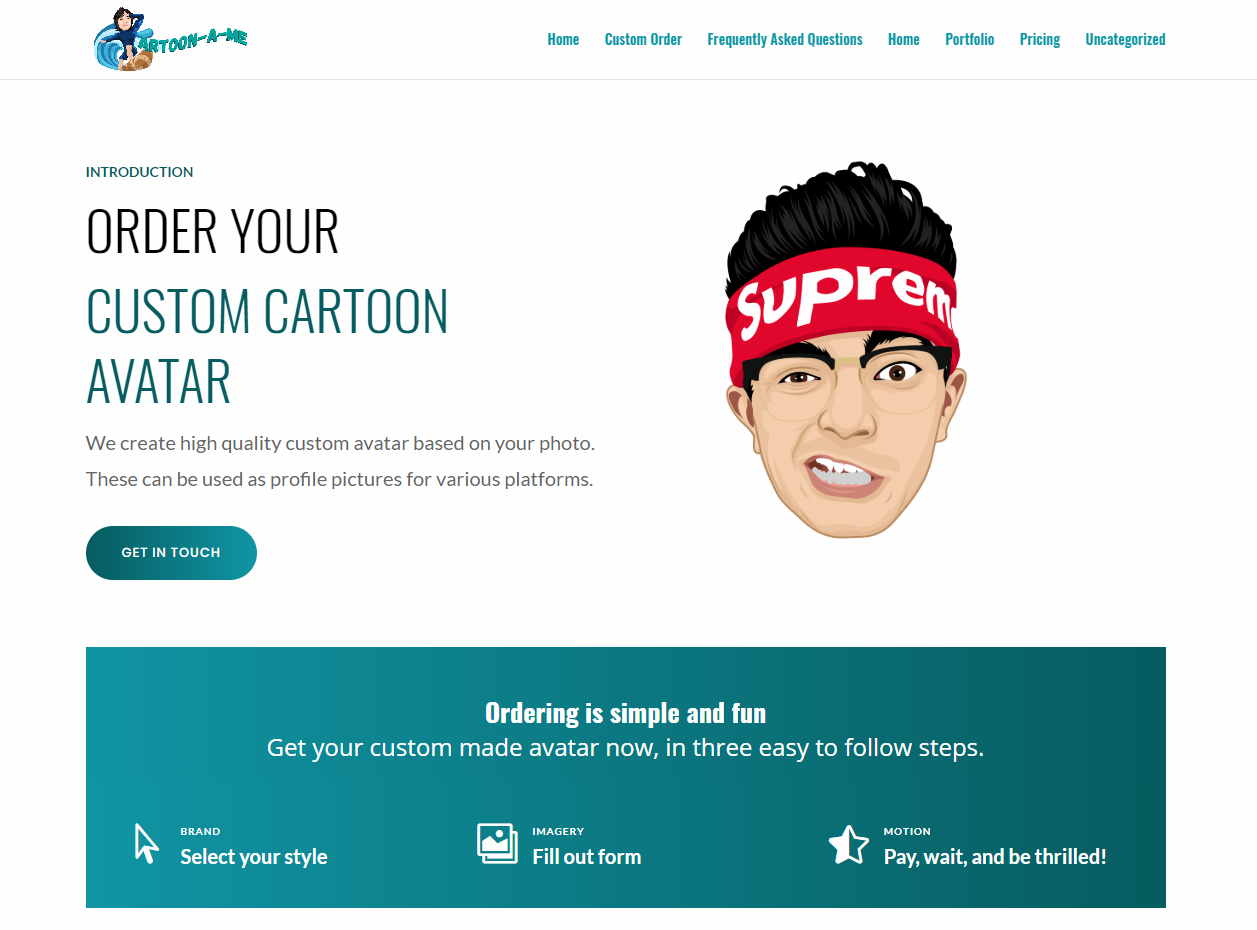 ARTOON-A-ME
Home Custom Order Frequently Asked Questions Home Portfolio Pricing Uncategorized
INTRODUCTION
ORDER YOUR
CUSTOM CARTOON
AVATAR
We create high quality custom avatar based on your photo.
These can be used as profile pictures for various platforms.
GET IN TOUCH
Suprem
Ordering is simple and fun
Get your custom made avatar now, in three easy to follow steps.
BRAND
Select your style
IMAGERY
Fill out form
MOTION
Pay, wait, and be thrilled!